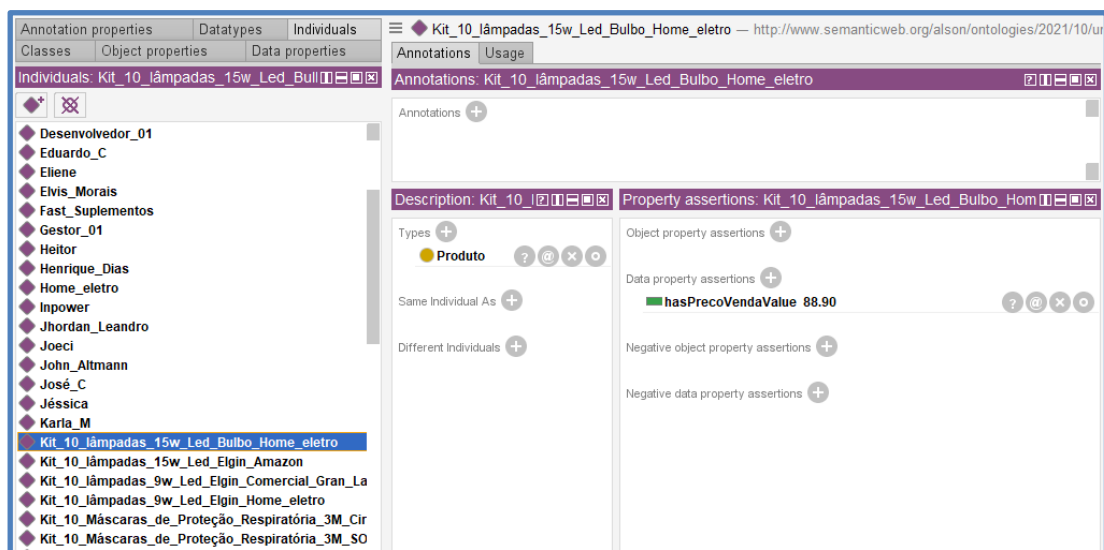 Annotation properties Datatypes Individuals
Classes Object properties Data properties
Individuals: Kit_10_lâmpadas_15w_Led_Bull
Desenvolvedor_01
Eduardo_C
Eliene
Elvis_Morais
Fast_Suplementos
Gestor_01
Heitor
Henrique_Dias
Home_eletro
Inpower
Jhordan_Leandro
Joeci
John_Altmann
José_C
Jéssica
Karla_M
Kit_10_lâmpadas_15w_Led_Bulbo_Home_eletro
Kit_10_lâmpadas_15w_Led_Elgin_Amazon
Kit_10_lâmpadas_9w_Led_Elgin_Comercial_Gran_La
Kit_10_lâmpadas_9w_Led_Elgin_Home_eletro
Kit_10_Máscaras_de_Proteção_Respiratória_3M_Cir
Kit_10_Máscaras_de_Proteção_Respiratória_3M_SO
Kit_10_lâmpadas_15w_Led_Bulbo_Home_eletro — http://www.semanticweb.org/alson/ontologies/2021/10/ur
Annotations Usage
Annotations: Kit_10_lâmpadas_15w_Led_Bulbo_Home_eletro
Annotations
Description: Kit_10_l
Types
Produto
Same Individual As
Different Individuals
Property assertions: Kit_10_lâmpadas_15w_Led_Bulbo_Hom
Object property assertions
Data property assertions
hasPrecoVendaValue 88.90
Negative object property assertions
Negative data property assertions